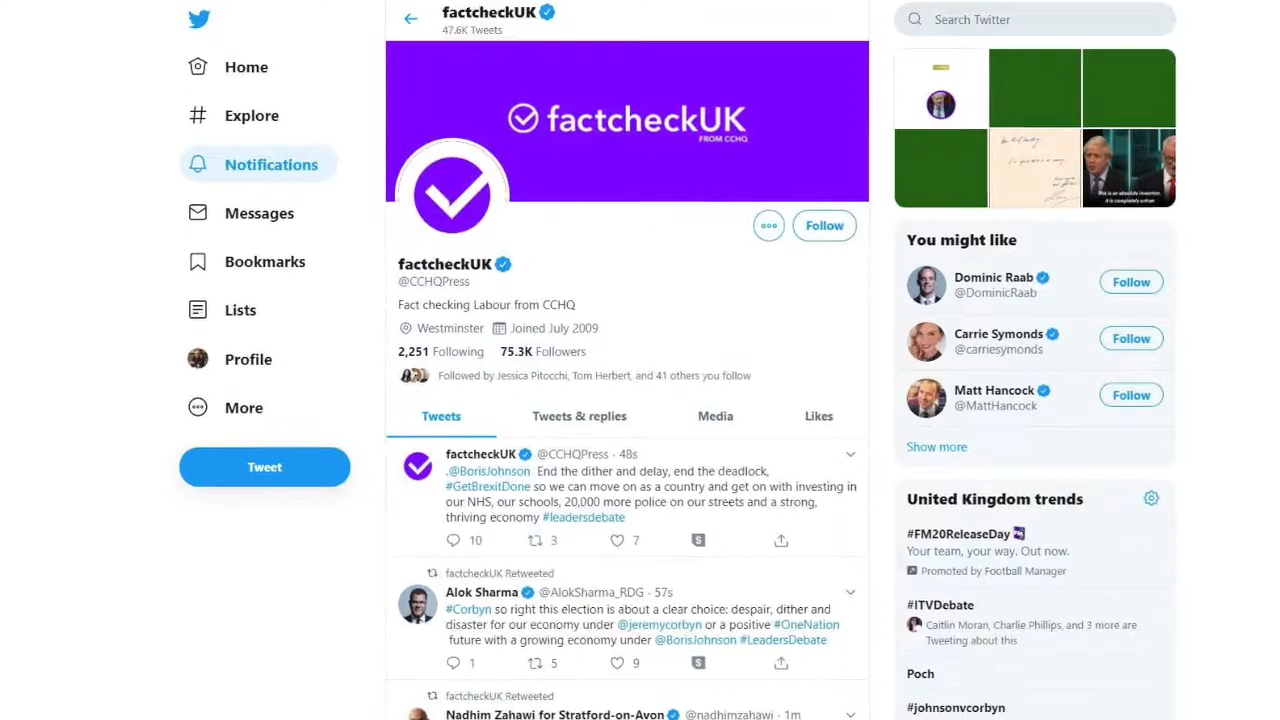 factcheckUK
47.6K Tweets
Home
Explore
Notifications
Messages
Bookmarks
Lists
Profile
More
Tweet
factcheckUK
FROM CCHQ
Follow
factcheckUK
@CCHQPress
Fact checking Labour from CCHQ
Westminster Joined July 2009
2,251 Following 75.3K Followers
Followed by Jessica Pitocchi, Tom Herbert, and 41 others you follow
Tweets Tweets & replies Media Likes
factcheckUK @CCHQPress · 48s
.@BorisJohnson End the dither and delay, end the deadlock,
#GetBrexitDone so we can move on as a country and get on with investing in
our NHS, our schools, 20,000 more police on our streets and a strong,
thriving economy #leadersdebate
10 3 7
factcheckUK Retweeted
Alok Sharma @AlokSharma_RDG · 57s
#Corbyn so right this election is about a clear choice: despair, dither and
disaster for our economy under @jeremycorbyn or a positive #OneNation
future with a growing economy under @BorisJohnson #LeadersDebate
1 5 9
factcheckUK Retweeted
Nadhim Zahawi for Stratford-on-Avon @nadhimzahawi · 1m
Search Twitter
This is an absolute invention,
it is completely untrue
You might like
Dominic Raab
@DominicRaab
Follow
Carrie Symonds
@carriesymonds
Follow
Matt Hancock
@MattHancock
Follow
Show more
United Kingdom trends
#FM20ReleaseDay
Your team, your way. Out now.
Promoted by Football Manager
#ITVDebate
Caitlin Moran, Charlie Phillips, and 3 more are
Tweeting about this
Poch
#johnsonvcorbyn